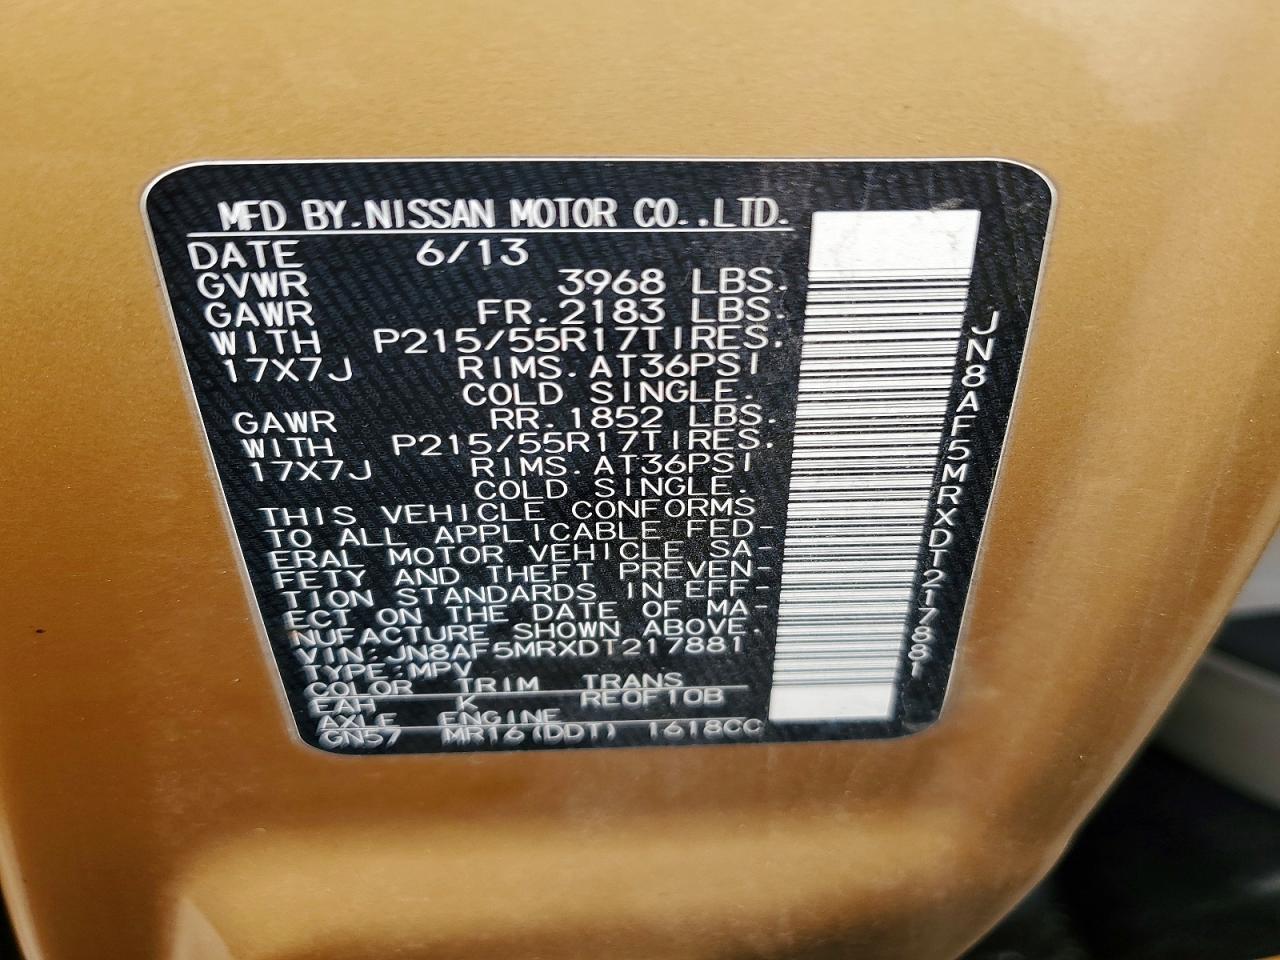 MFD BY.NISSAN MOTOR CO.,LTD.
DATE 6/13
GVWR 3968 LBS.
GAWR FR.2183 LBS.
WITH P215/55R17TIRES.
17X7J RIMS.AT36PSI
COLD SINGLE.
GAWR RR.1852 LBS.
WITH P215/55R17TIRES.
17X7J RIMS.AT36PSI
COLD SINGLE.
THIS VEHICLE CONFORMS
TO ALL APPLICABLE FED-
ERAL MOTOR VEHICLE SA-
FETY AND THEFT PREVEN-
TION STANDARDS IN EFF-
ECT ON THE DATE OF MA-
NUFACTURE SHOWN ABOVE.
VIN:JN8AF5MRXDT217881
TYPE:MPV
COLOR TRIM TRANS
EAH K RE0F10B
AXLE ENGINE
GN57 MR16(DDT) 1618CC
JN8AF5MRXDT217881